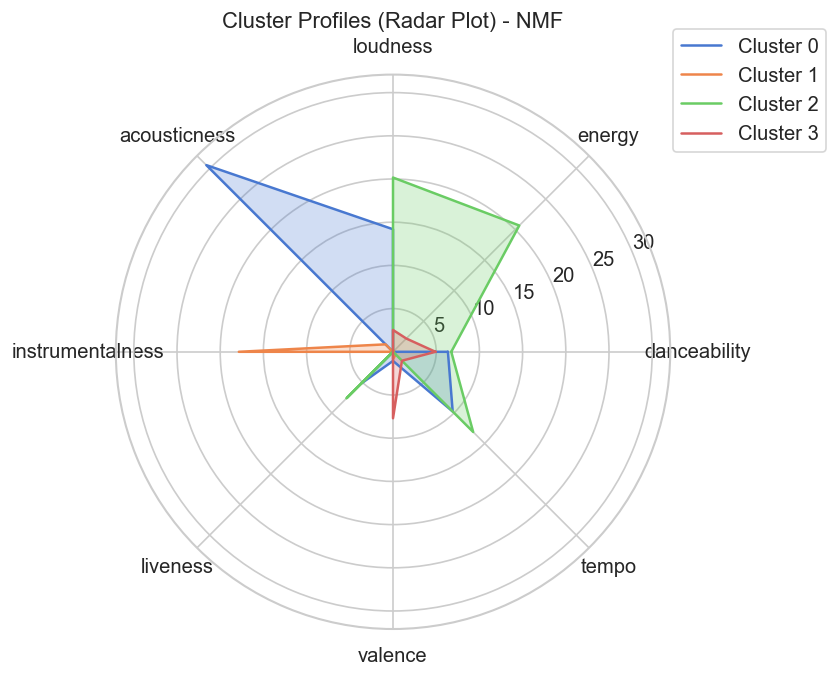 Cluster Profiles (Radar Plot) - NMF
loudness
Cluster 0
Cluster 1
Cluster 2
Cluster 3
acousticness
energy
30
25
20
15
10
5
instrumentalness
danceability
liveness
tempo
valence